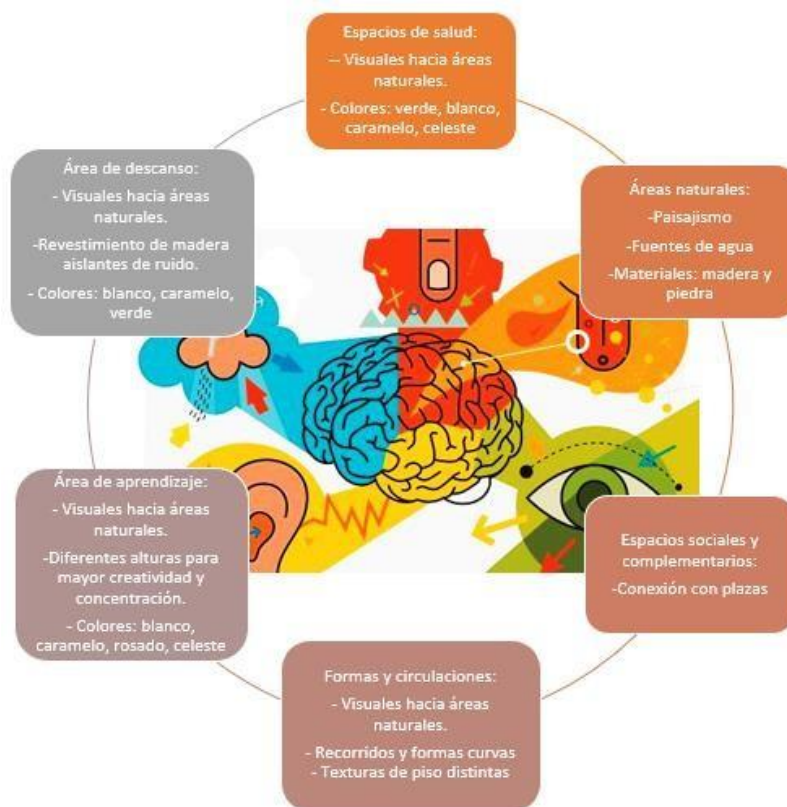 Espacios de salud:
-- Visuales hacia áreas
naturales.
- Colores: verde, blanco,
caramelo, celeste
Áreas naturales:
-Paisajismo
-Fuentes de agua
-Materiales: madera y
piedra
Espacios sociales y
complementarios:
-Conexión con plazas
Formas y circulaciones:
- Visuales hacia áreas
naturales.
- Recorridos y formas curvas
- Texturas de piso distintas
Área de aprendizaje:
- Visuales hacia áreas
naturales.
-Diferentes alturas para
mayor creatividad y
concentración.
- Colores: blanco,
caramelo, rosado, celeste
Área de descanso:
- Visuales hacia áreas
naturales.
-Revestimiento de madera
aislantes de ruido.
- Colores: blanco, caramelo,
verde